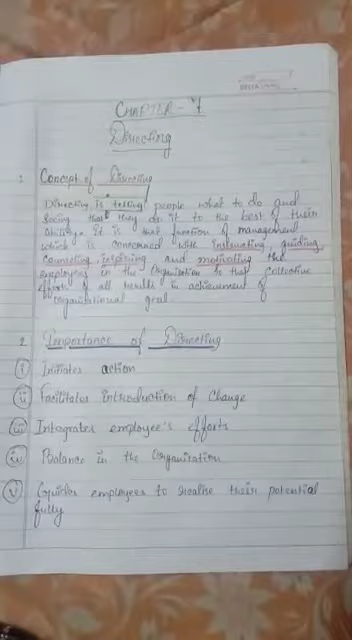 CHAPTER - 7
Directing
1. Concept of Directing
Directing is telling people what to do and
seeing that they do it to the best of their
ability. It is that function of management
which is concerned with instructing, guiding,
counseling, inspiring and motivating the
employees in the Organisation so that collective
efforts of all results in achievement of
organisational goal.
2. Importance of Directing
(i) Initiates action
(ii) Facilitates introduction of Change
(iii) Integrates employee's efforts
(iv) Balance in the Organisation
(v) Guides employees to realise their potential
fully